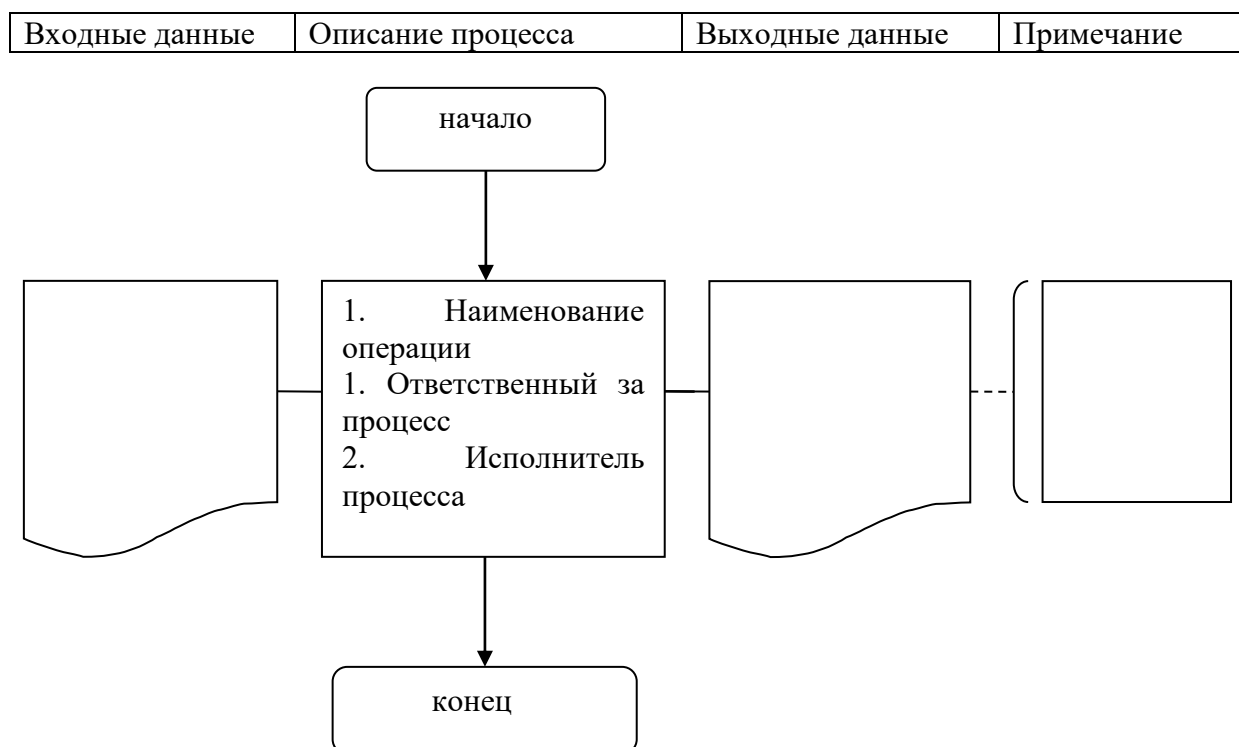 Входные данные Описание процесса Выходные данные Примечание
начало
1. Наименование
операции
1. Ответственный за
процесс
2. Исполнитель
процесса
конец